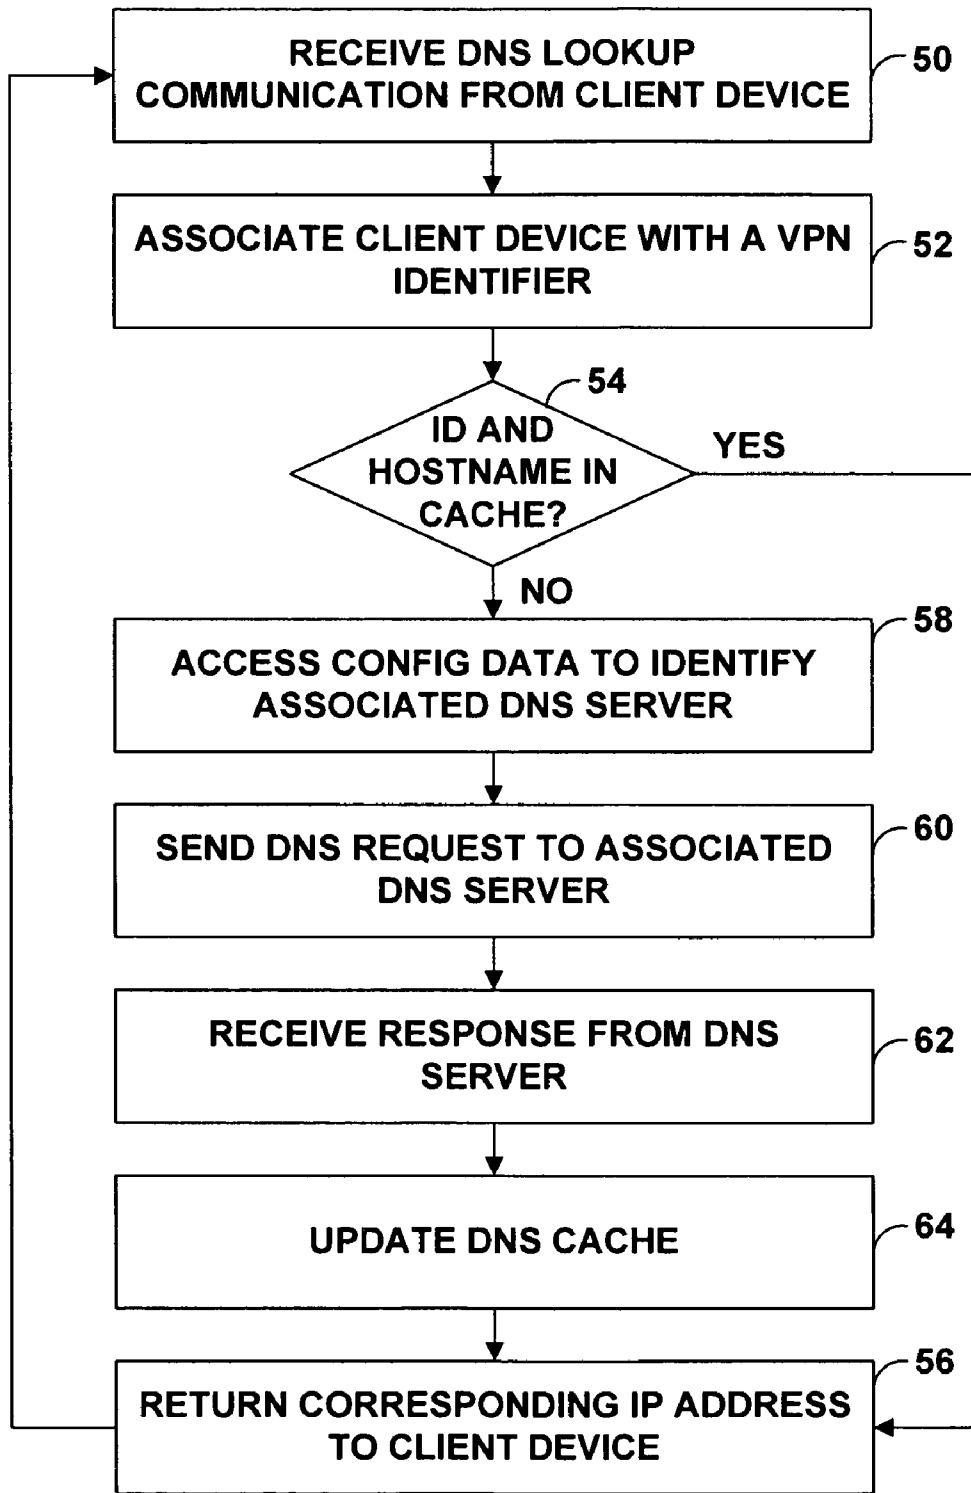 RECEIVE DNS LOOKUP
COMMUNICATION FROM CLIENT DEVICE
50
ASSOCIATE CLIENT DEVICE WITH A VPN
IDENTIFIER
52
54
ID AND
HOSTNAME IN
CACHE?
YES
NO
58
ACCESS CONFIG DATA TO IDENTIFY
ASSOCIATED DNS SERVER
60
SEND DNS REQUEST TO ASSOCIATED
DNS SERVER
RECEIVE RESPONSE FROM DNS
SERVER
62
UPDATE DNS CACHE
64
56
RETURN CORRESPONDING IP ADDRESS
TO CLIENT DEVICE